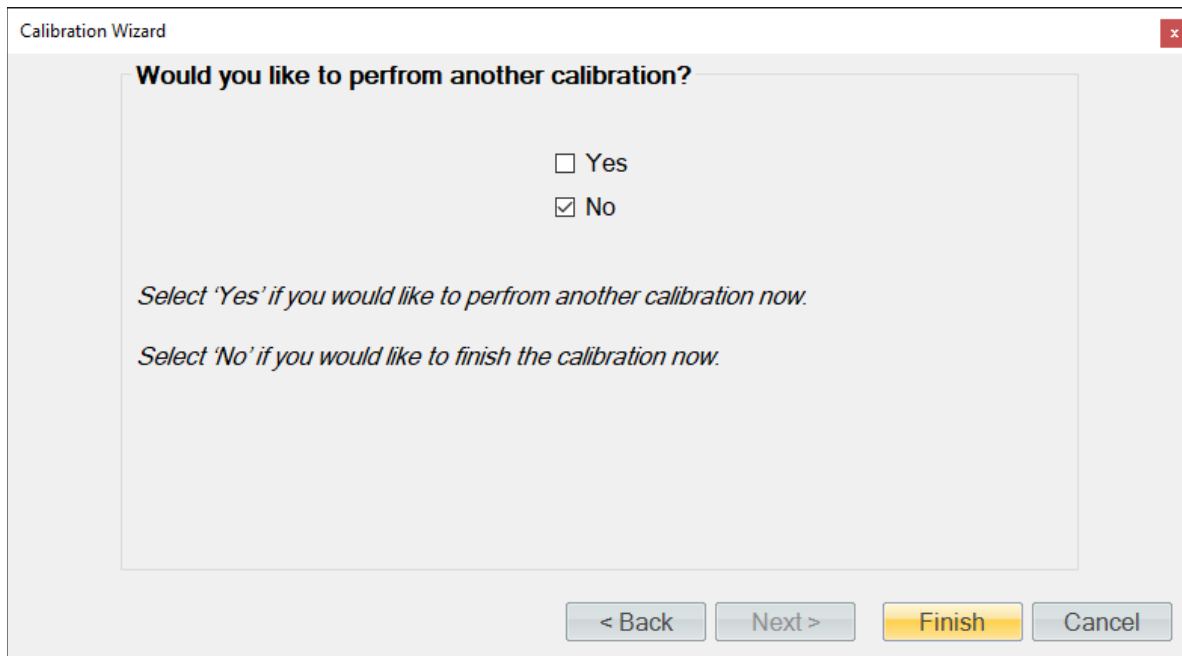 Calibration Wizard
x
Would you like to perfrom another calibration?
Yes
No
Select ‘Yes’ if you would like to perfrom another calibration now.
Select ‘No’ if you would like to finish the calibration now.
< Back Next > Finish Cancel